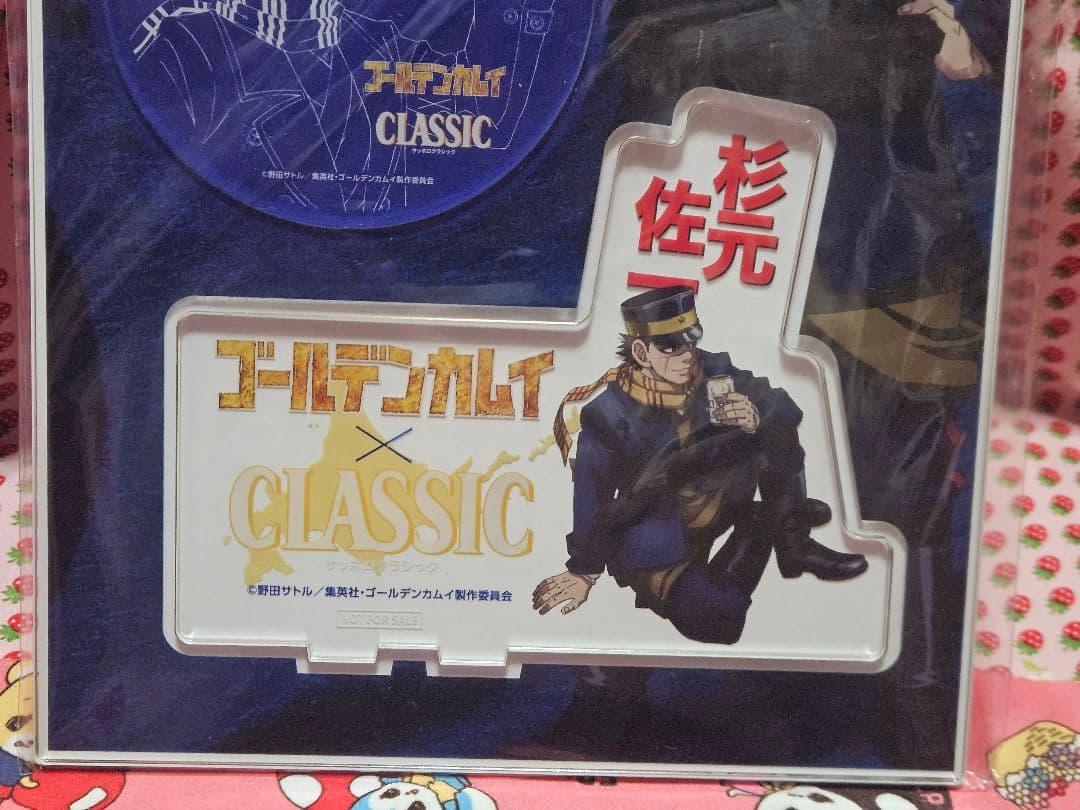 ゴールデンカムイ
×
CLASSIC
サッポロクラシック
©野田サトル／集英社・ゴールデンカムイ製作委員会
杉元
佐一
ゴールデンカムイ
×
CLASSIC
サッポロクラシック
©野田サトル／集英社・ゴールデンカムイ製作委員会
NOT FOR SALE